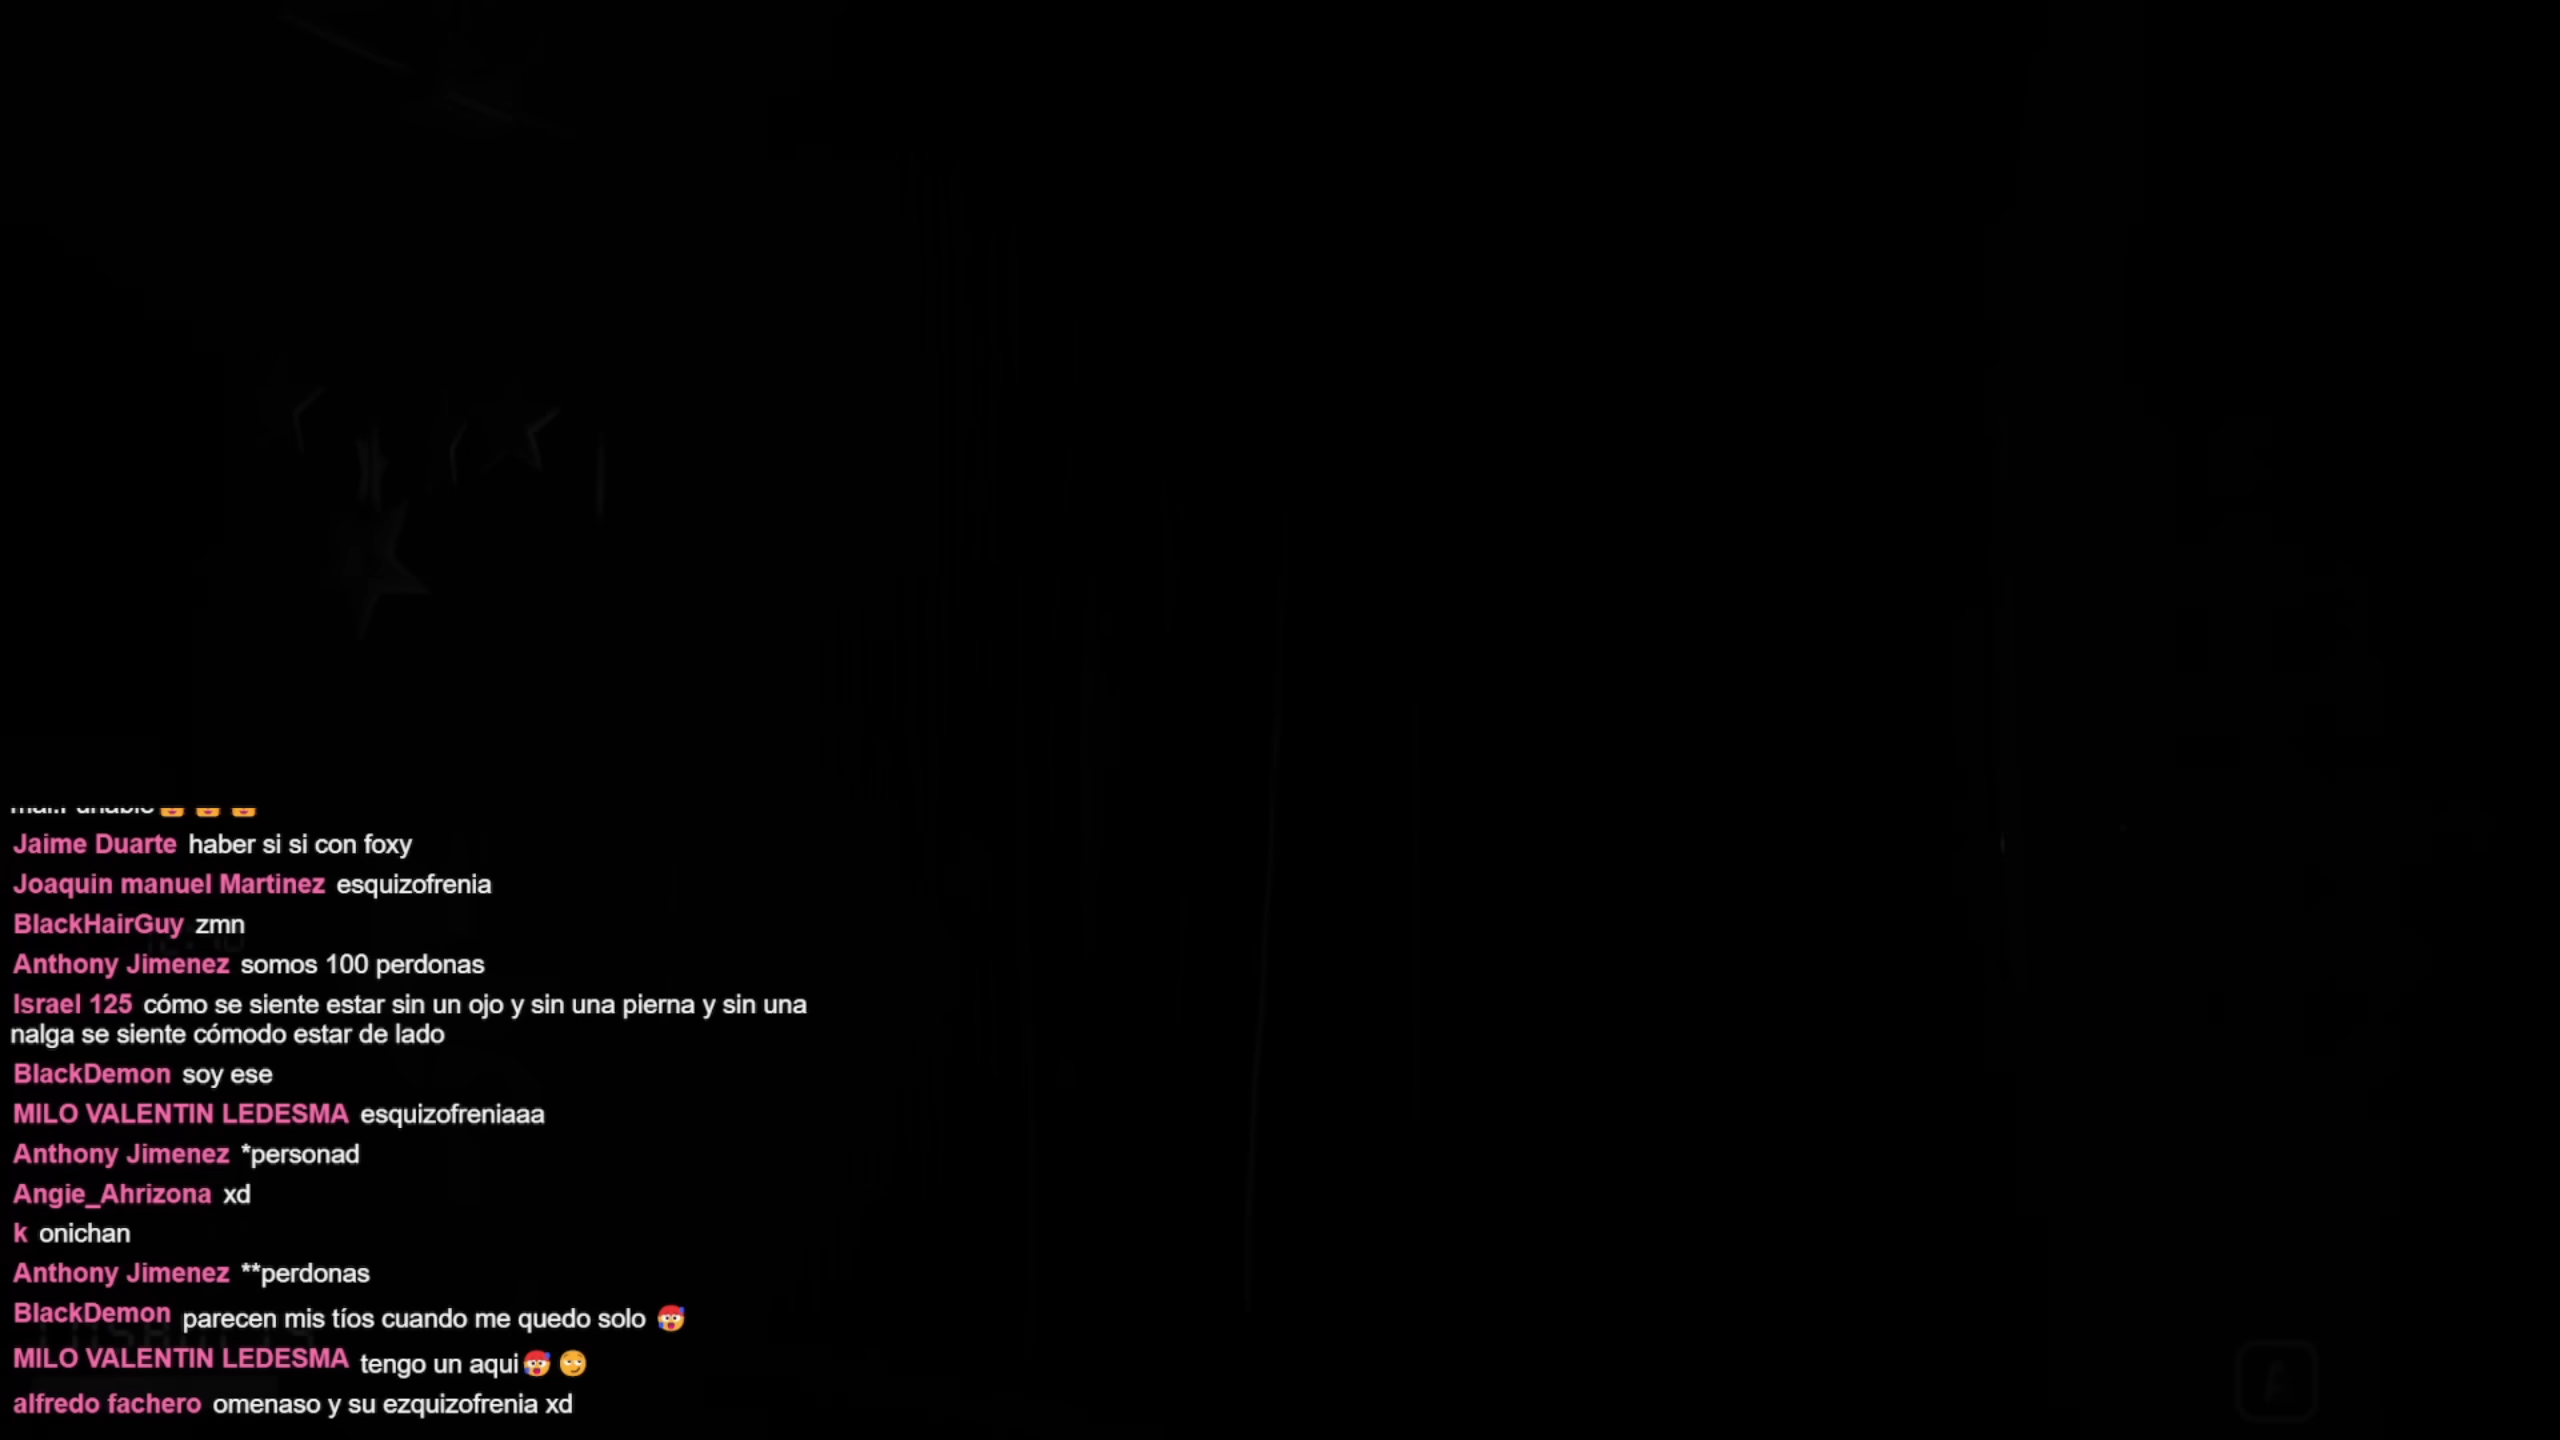 Jaime Duarte haber si si con foxy
Joaquin manuel Martinez esquizofrenia
BlackHairGuy zmn
Anthony Jimenez somos 100 perdonas
Israel 125 cómo se siente estar sin un ojo y sin una pierna y sin una
nalga se siente cómodo estar de lado
BlackDemon soy ese
MILO VALENTIN LEDESMA esquizofreniaaa
Anthony Jimenez *personad
Angie_Ahrizona xd
k onichan
Anthony Jimenez **perdonas
BlackDemon parecen mis tíos cuando me quedo solo
MILO VALENTIN LEDESMA tengo un aqui
alfredo fachero omenaso y su ezquizofrenia xd